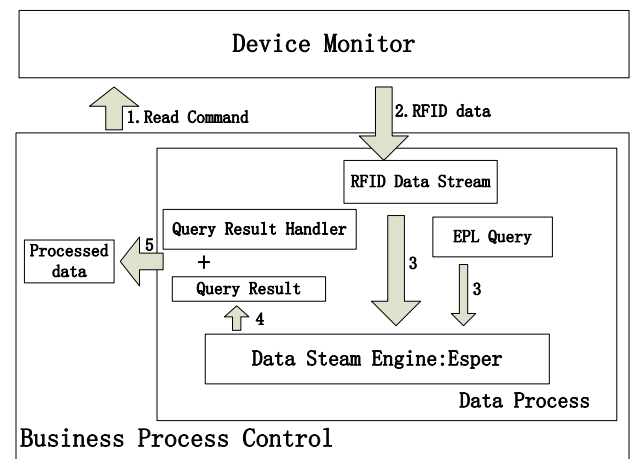 Device Monitor
1.Read Command
2.RFID data
RFID Data Stream
Query Result Handler
EPL Query
5
Processed
data
+
3
3
Query Result
4
Data Steam Engine:Esper
Data Process
Business Process Control